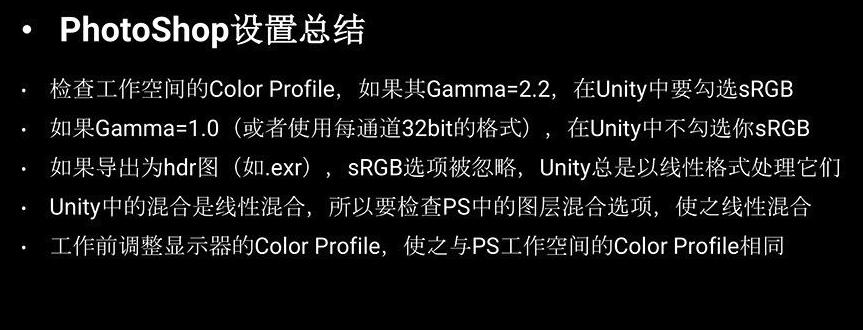 • PhotoShop设置总结
• 检查工作空间的Color Profile，如果其Gamma=2.2，在Unity中要勾选sRGB
• 如果Gamma=1.0（或者使用每通道32bit的格式），在Unity中不勾选你sRGB
• 如果导出为hdr图（如.exr），sRGB选项被忽略，Unity总是以线性格式处理它们
• Unity中的混合是线性混合，所以要检查PS中的图层混合选项，使之线性混合
• 工作前调整显示器的Color Profile，使之与PS工作空间的Color Profile相同